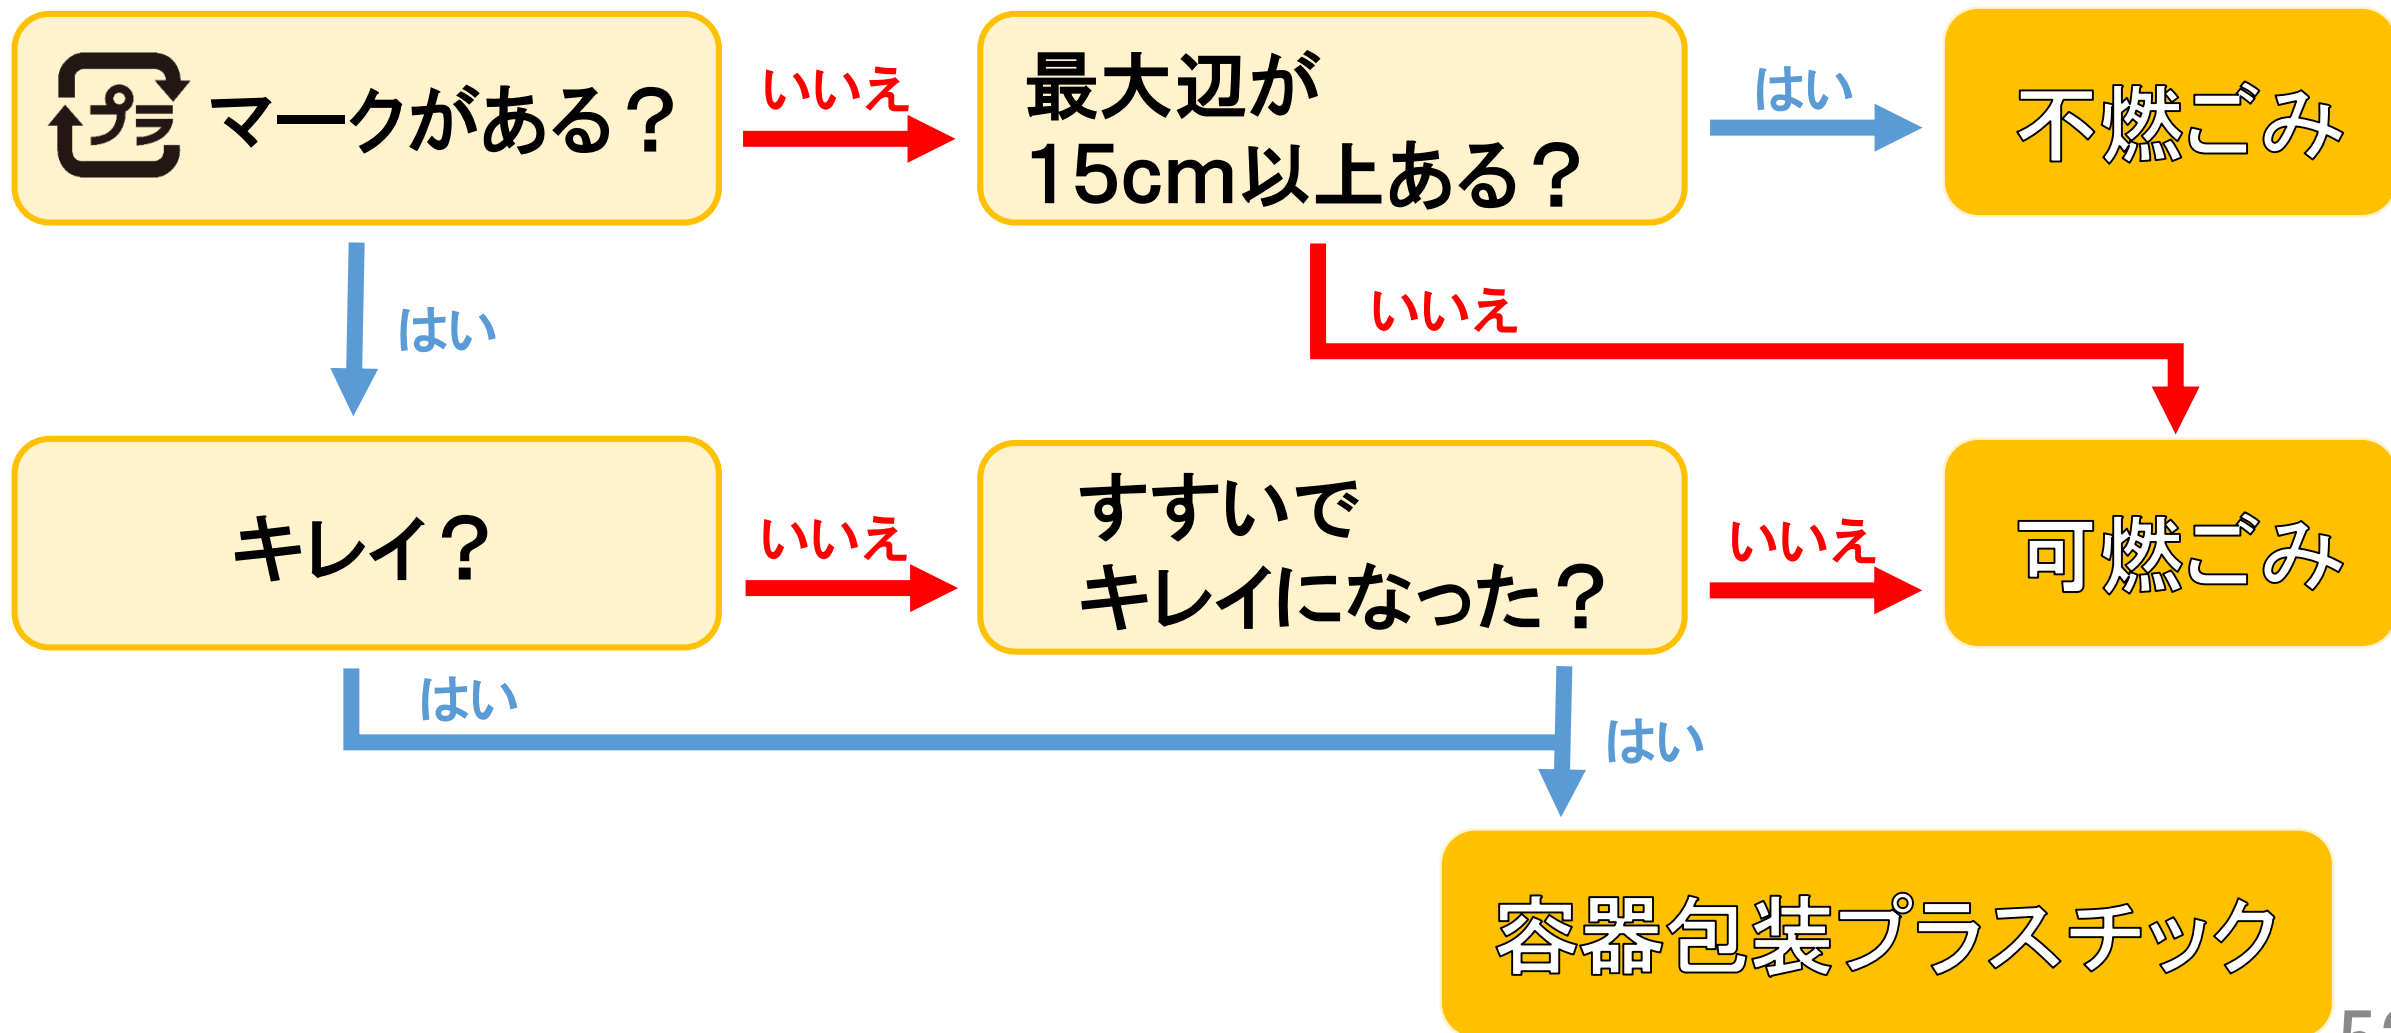 プラ マークがある？
いいえ
最大辺が
15cm以上ある？
はい
不燃ごみ
はい
いいえ
キレイ？
いいえ
すすいで
キレイになった？
いいえ
可燃ごみ
はい
はい
容器包装プラスチック